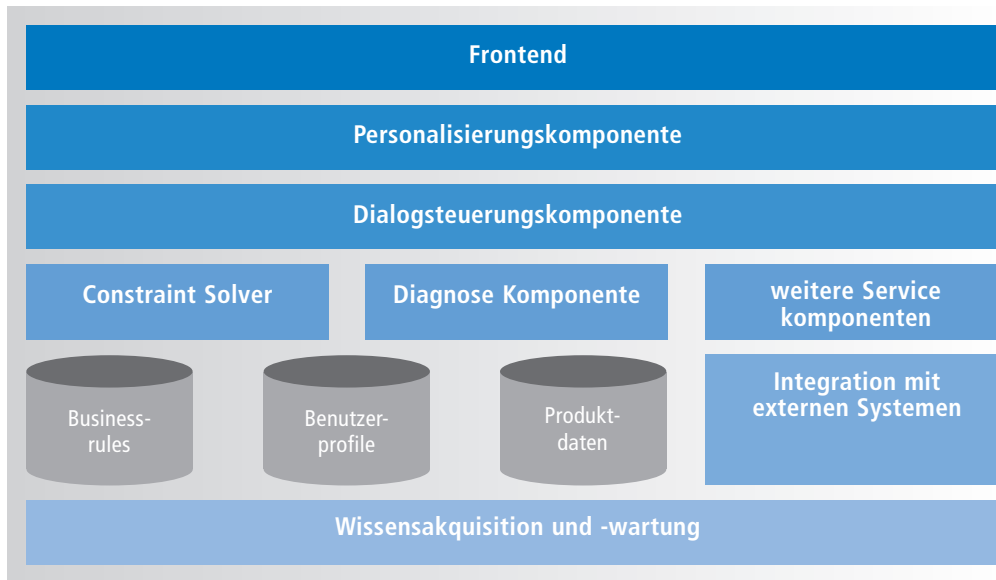 Frontend
Personalisierungskomponente
Dialogsteuerungskomponente
Constraint Solver
Diagnose Komponente
weitere Service
komponenten
Business-
rules
Benutzer-
profile
Produkt-
daten
Integration mit
externen Systemen
Wissensakquisition und -wartung